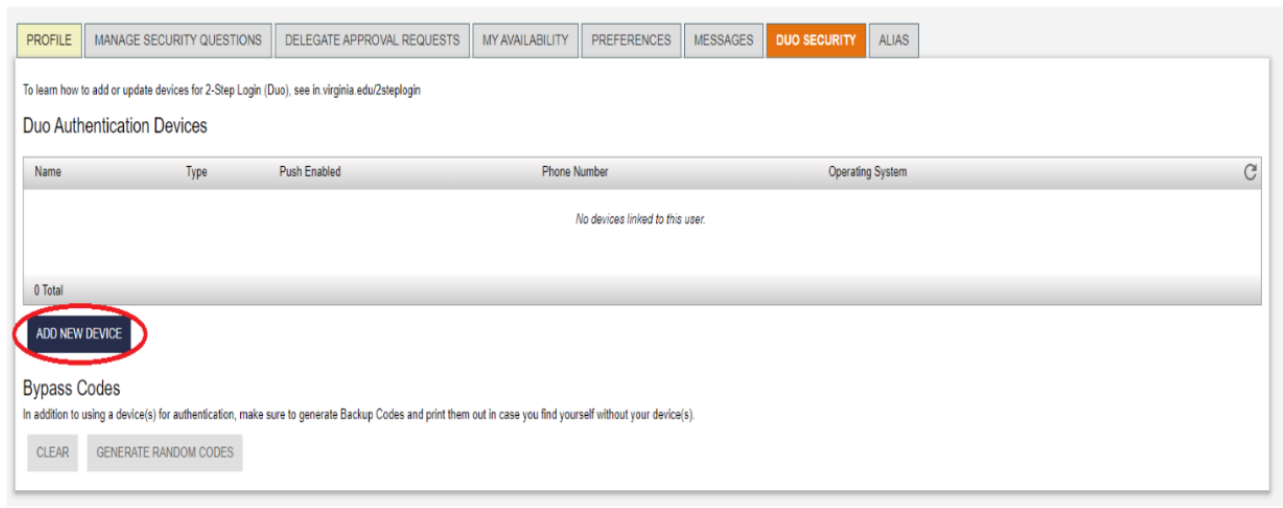 PROFILE MANAGE SECURITY QUESTIONS DELEGATE APPROVAL REQUESTS MY AVAILABILITY PREFERENCES MESSAGES DUO SECURITY ALIAS
To learn how to add or update devices for 2-Step Login (Duo), see in.virginia.edu/2steplogin
Duo Authentication Devices
Name Type Push Enabled Phone Number Operating System
No devices linked to this user.
0 Total
ADD NEW DEVICE
Bypass Codes
In addition to using a device(s) for authentication, make sure to generate Backup Codes and print them out in case you find yourself without your device(s).
CLEAR GENERATE RANDOM CODES